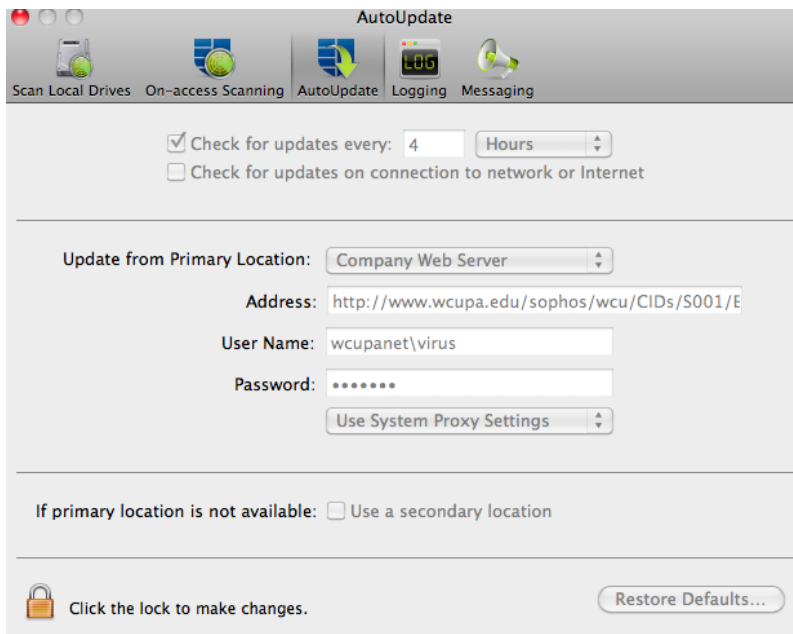 AutoUpdate
LOG
Scan Local Drives On-access Scanning AutoUpdate Logging Messaging
Check for updates every: 4 Hours
Check for updates on connection to network or Internet
Update from Primary Location: Company Web Server
Address: http://www.wcupa.edu/sophos/wcu/CIDs/S001/E
User Name: wcupanet\virus
Password: •••••••
Use System Proxy Settings
If primary location is not available: Use a secondary location
Click the lock to make changes.
Restore Defaults...